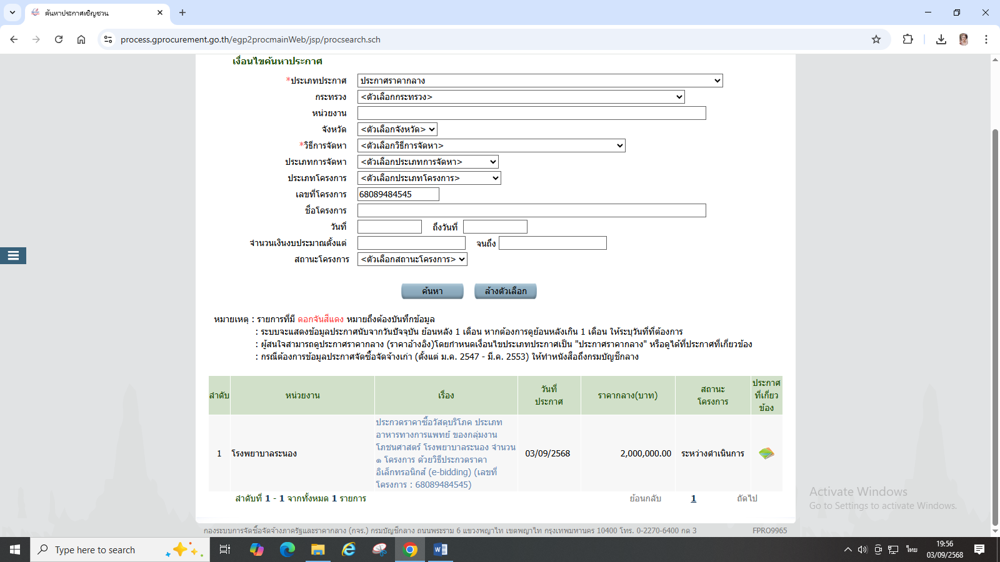 ค้นหาประกาศเชิญชวน
process.gprocurement.go.th/egp2procmainWeb/jsp/procsearch.sch
เงื่อนไขค้นหาประกาศ
*ประเภทประกาศ ประกาศราคากลาง
กระทรวง <ตัวเลือกกระทรวง>
หน่วยงาน
จังหวัด <ตัวเลือกจังหวัด>
*วิธีการจัดหา <ตัวเลือกวิธีการจัดหา>
ประเภทการจัดหา <ตัวเลือกประเภทการจัดหา>
ประเภทโครงการ <ตัวเลือกประเภทโครงการ>
เลขที่โครงการ 68089484545
ชื่อโครงการ
วันที่ ถึงวันที่
จำนวนเงินงบประมาณตั้งแต่ จนถึง
สถานะโครงการ <ตัวเลือกสถานะโครงการ>
ค้นหา ล้างตัวเลือก
หมายเหตุ : รายการที่มี ดอกจันสีแดง หมายถึงต้องบันทึกข้อมูล
: ระบบจะแสดงข้อมูลประกาศนับจากวันปัจจุบัน ย้อนหลัง 1 เดือน หากต้องการดูย้อนหลังเกิน 1 เดือน ให้ระบุวันที่ที่ต้องการ
: ผู้สนใจสามารถดูประกาศราคากลาง (ราคาอ้างอิง)โดยกำหนดเงื่อนไขประเภทประกาศเป็น "ประกาศราคากลาง" หรือดูได้ที่ประกาศที่เกี่ยวข้อง
: กรณีต้องการข้อมูลประกาศจัดซื้อจัดจ้างเก่า (ตั้งแต่ ม.ค. 2547 - มี.ค. 2553) ให้ทำหนังสือถึงกรมบัญชีกลาง
ลำดับ หน่วยงาน เรื่อง วันที่ ประกาศ ราคากลาง(บาท) สถานะ โครงการ ประกาศ ที่เกี่ยว ข้อง
ประกวดราคาซื้อวัสดุบริโภค ประเภท
อาหารทางการแพทย์ ของกลุ่มงาน
โภชนศาสตร์ โรงพยาบาลระนอง จำนวน
1 โรงพยาบาลระนอง ๑ โครงการ ด้วยวิธีประกวดราคา 03/09/2568 2,000,000.00 ระหว่างดำเนินการ
อิเล็กทรอนิกส์ (e-bidding) (เลขที่
โครงการ : 68089484545)
ลำดับที่ 1 - 1 จากทั้งหมด 1 รายการ ย้อนกลับ 1 ถัดไป
Activate Windows
Go to Settings to activate Windows.
กองระบบการจัดซื้อจัดจ้างภาครัฐและราคากลาง (กจร.) กรมบัญชีกลาง ถนนพระราม 6 แขวงพญาไท เขตพญาไท กรุงเทพมหานคร 10400 โทร. 0-2270-6400 กด 3 FPRO9965
Type here to search
ไทย
19:56
03/09/2568